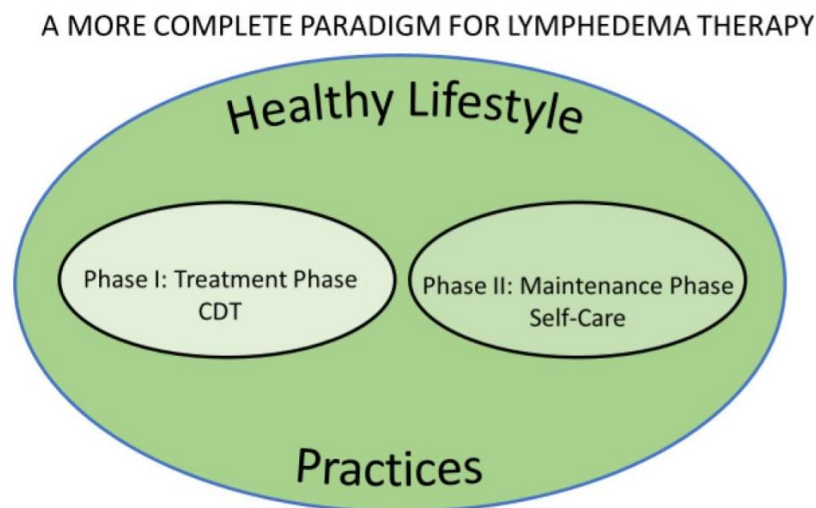 A MORE COMPLETE PARADIGM FOR LYMPHEDEMA THERAPY
Healthy Lifestyle
Phase I: Treatment Phase
CDT
Phase II: Maintenance Phase
Self-Care
Practices